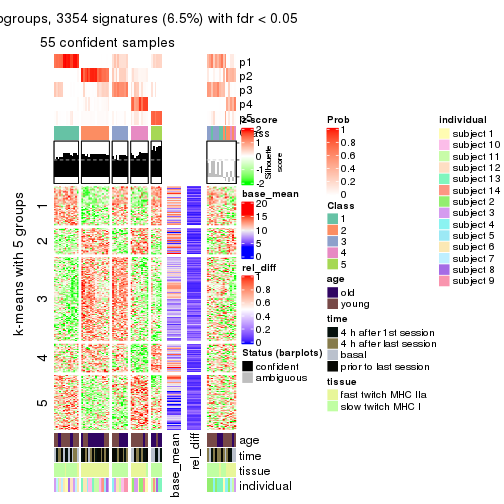 ogroups, 3354 signatures (6.5%) with fdr < 0.05
55 confident samples
p1
p2
p3
p4
p5
Class
Silhouette
score
k-means with 5 groups
1
2
3
4
5
base_mean
rel_diff
age
time
tissue
individual
z-score
2
1
0
-1
-2
base_mean
20
15
10
5
0
rel_diff
1
0.8
0.6
0.4
0.2
0
Status (barplots)
confident
ambiguous
Prob
1
0.8
0.6
0.4
0.2
0
Class
1
2
3
4
5
age
old
young
time
4 h after 1st session
4 h after last session
basal
prior to last session
tissue
fast twitch MHC IIa
slow twitch MHC I
individual
subject 1
subject 10
subject 11
subject 12
subject 13
subject 14
subject 2
subject 3
subject 4
subject 5
subject 6
subject 7
subject 8
subject 9